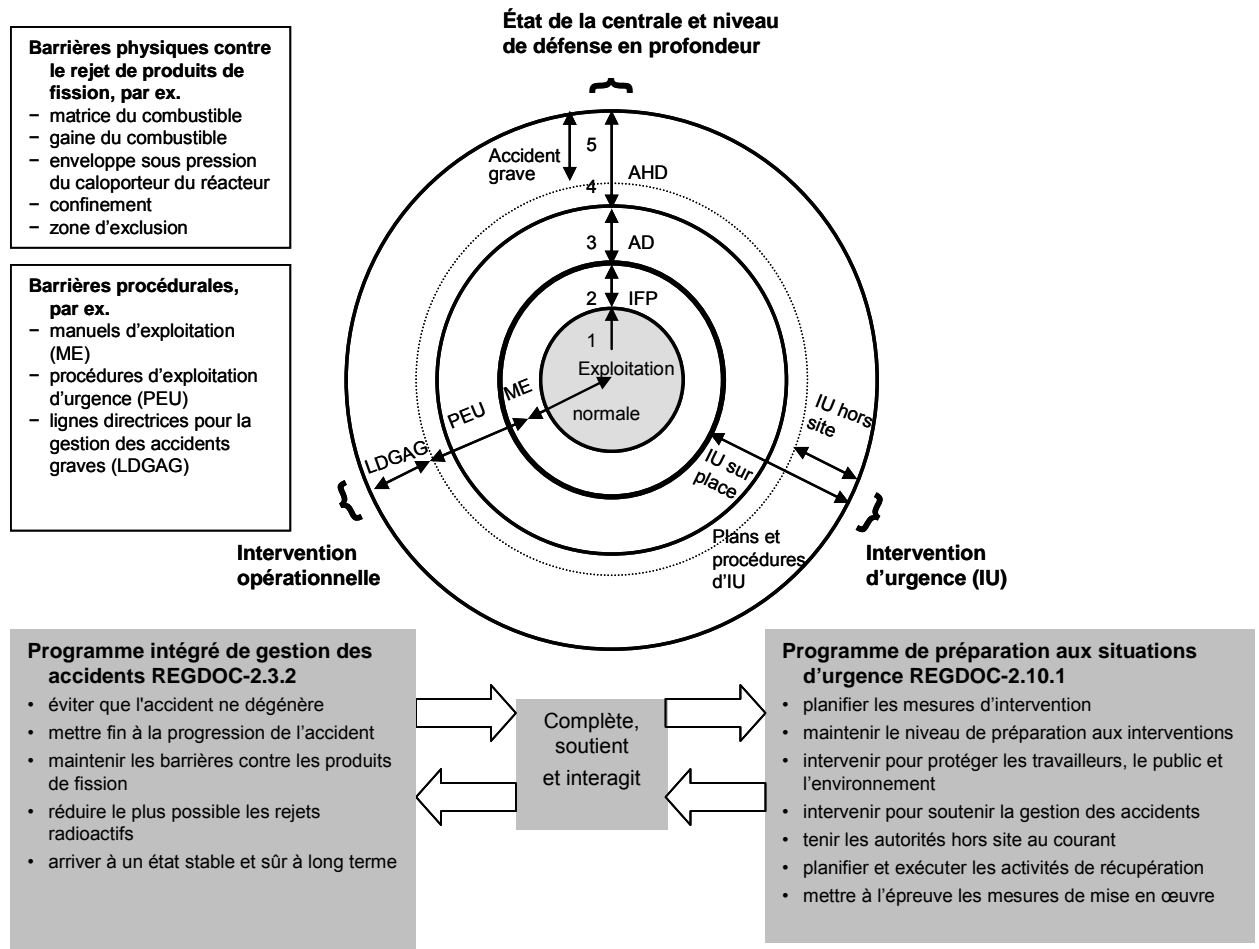 État de la centrale et niveau
de défense en profondeur
Barrières physiques contre
le rejet de produits de
fission, par ex.
− matrice du combustible
− gaine du combustible
− enveloppe sous pression
du caloporteur du réacteur
− confinement
− zone d'exclusion
Barrières procédurales,
par ex.
− manuels d'exploitation
(ME)
− procédures d'exploitation
d'urgence (PEU)
− lignes directrices pour la
gestion des accidents
graves (LDGAG)
5
Accident
grave
4
AHD
3
AD
2
IFP
1
Exploitation
normale
ME
PEU
LDGAG
IU hors
site
IU sur
place
Plans et
procédures
d'IU
Intervention
opérationnelle
Intervention
d'urgence (IU)
Programme intégré de gestion des
accidents REGDOC-2.3.2
• éviter que l'accident ne dégénère
• mettre fin à la progression de l'accident
• maintenir les barrières contre les produits
de fission
• réduire le plus possible les rejets
radioactifs
• arriver à un état stable et sûr à long terme
Complète,
soutient
et interagit
Programme de préparation aux situations
d'urgence REGDOC-2.10.1
• planifier les mesures d'intervention
• maintenir le niveau de préparation aux interventions
• intervenir pour protéger les travailleurs, le public et
l'environnement
• intervenir pour soutenir la gestion des accidents
• tenir les autorités hors site au courant
• planifier et exécuter les activités de récupération
• mettre à l'épreuve les mesures de mise en œuvre